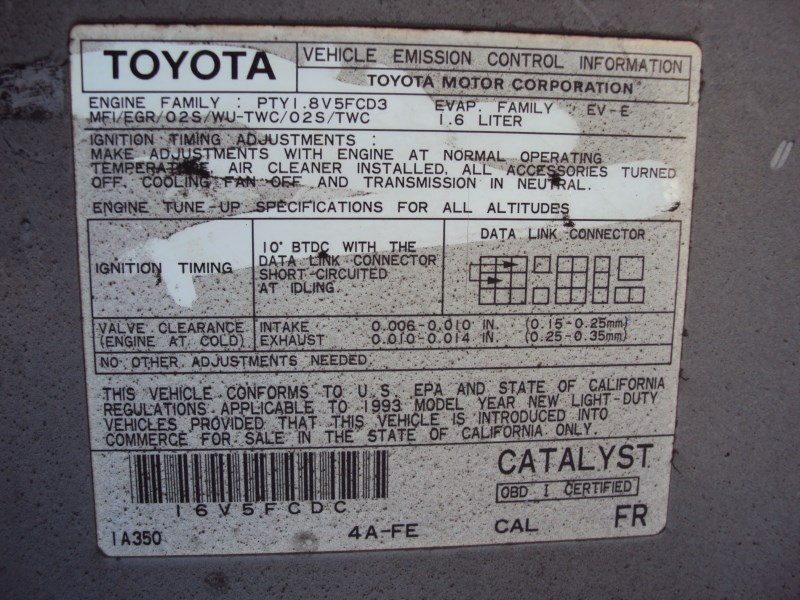 TOYOTA
VEHICLE EMISSION CONTROL INFORMATION
TOYOTA MOTOR CORPORATION
ENGINE FAMILY : PTY1.8V5FCD3 EVAP. FAMILY : EV-E
MFI/EGR/O2S/WU-TWC/O2S/TWC 1.6 LITER
IGNITION TIMING ADJUSTMENTS :
MAKE ADJUSTMENTS WITH ENGINE AT NORMAL OPERATING
TEMPERATURE, AIR CLEANER INSTALLED, ALL ACCESSORIES TURNED
OFF. COOLING FAN OFF AND TRANSMISSION IN NEUTRAL.
ENGINE TUNE-UP SPECIFICATIONS FOR ALL ALTITUDES
IGNITION TIMING
10° BTDC WITH THE
DATA LINK CONNECTOR
SHORT-CIRCUITED
AT IDLING.
DATA LINK CONNECTOR
VALVE CLEARANCE
(ENGINE AT COLD)
INTAKE 0.006-0.010 IN. (0.15-0.25mm)
EXHAUST 0.010-0.014 IN. (0.25-0.35mm)
NO OTHER ADJUSTMENTS NEEDED.
THIS VEHICLE CONFORMS TO U.S. EPA AND STATE OF CALIFORNIA
REGULATIONS APPLICABLE TO 1993 MODEL YEAR NEW LIGHT-DUTY
VEHICLES PROVIDED THAT THIS VEHICLE IS INTRODUCED INTO
COMMERCE FOR SALE IN THE STATE OF CALIFORNIA ONLY.
16V5FCDC
CATALYST
OBD I CERTIFIED
1A350 4A-FE CAL FR